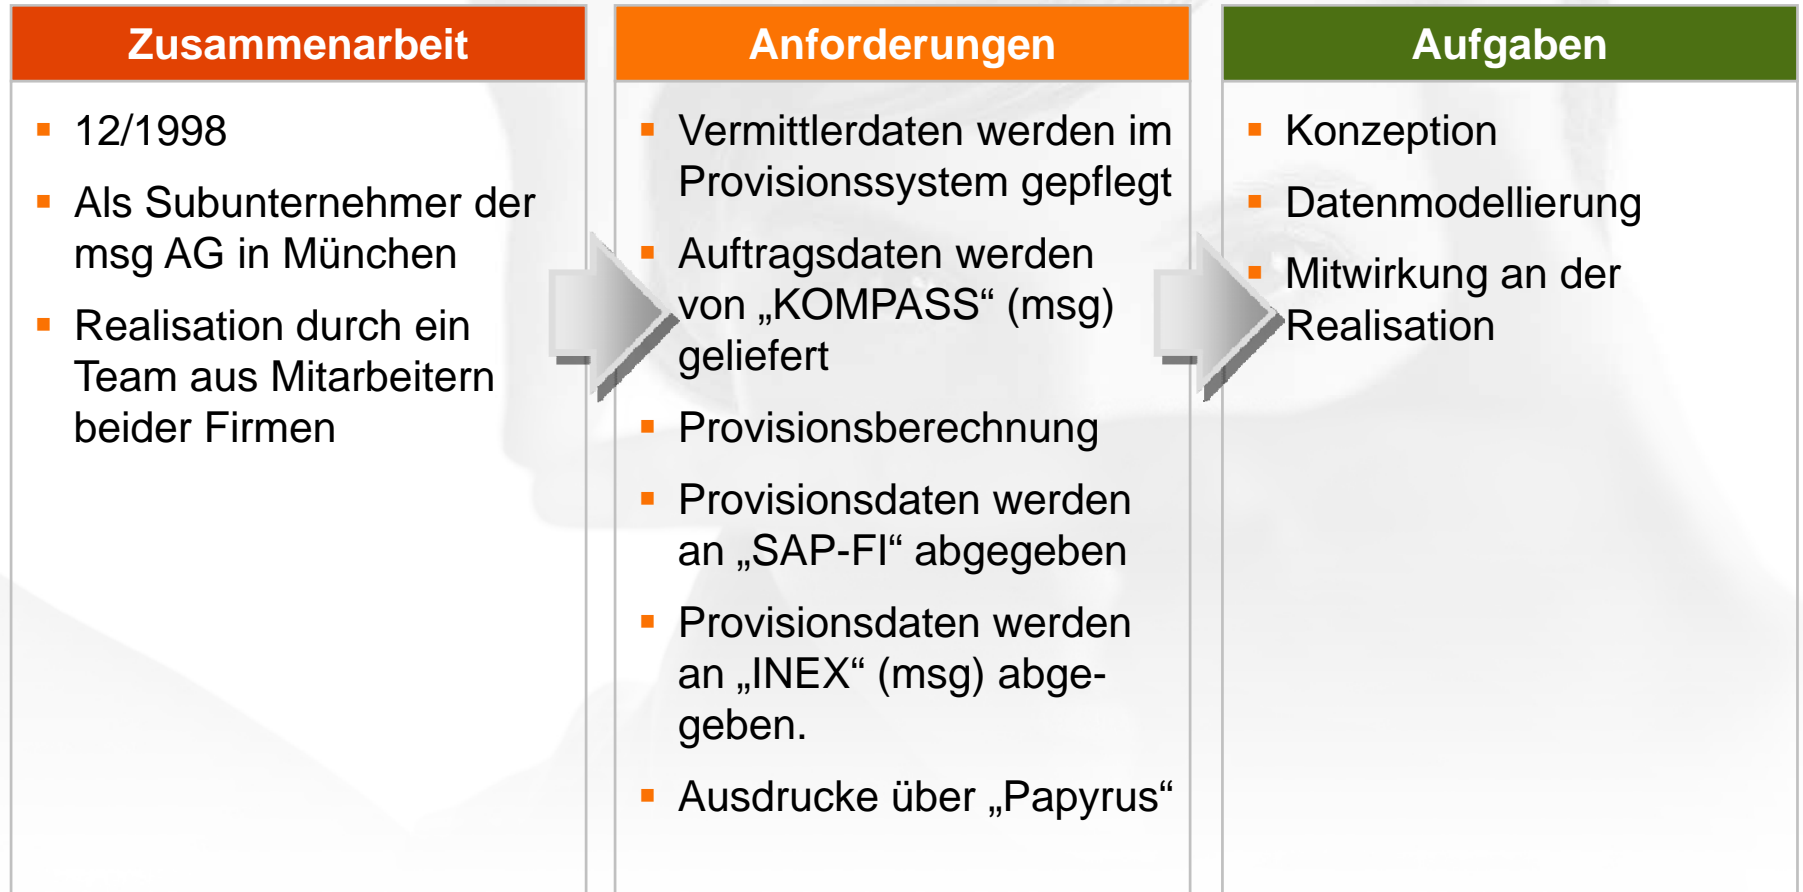 Zusammenarbeit
12/1998
Als Subunternehmer der
msg AG in München
Realisation durch ein
Team aus Mitarbeitern
beider Firmen
Anforderungen
Vermittlerdaten werden im
Provisionssystem gepflegt
Auftragsdaten werden
von „KOMPASS“ (msg)
geliefert
Provisionsberechnung
Provisionsdaten werden
an „SAP-FI“ abgegeben
Provisionsdaten werden
an „INEX“ (msg) abge-
geben.
Ausdrucke über „Papyrus“
Aufgaben
Konzeption
Datenmodellierung
Mitwirkung an der
Realisation